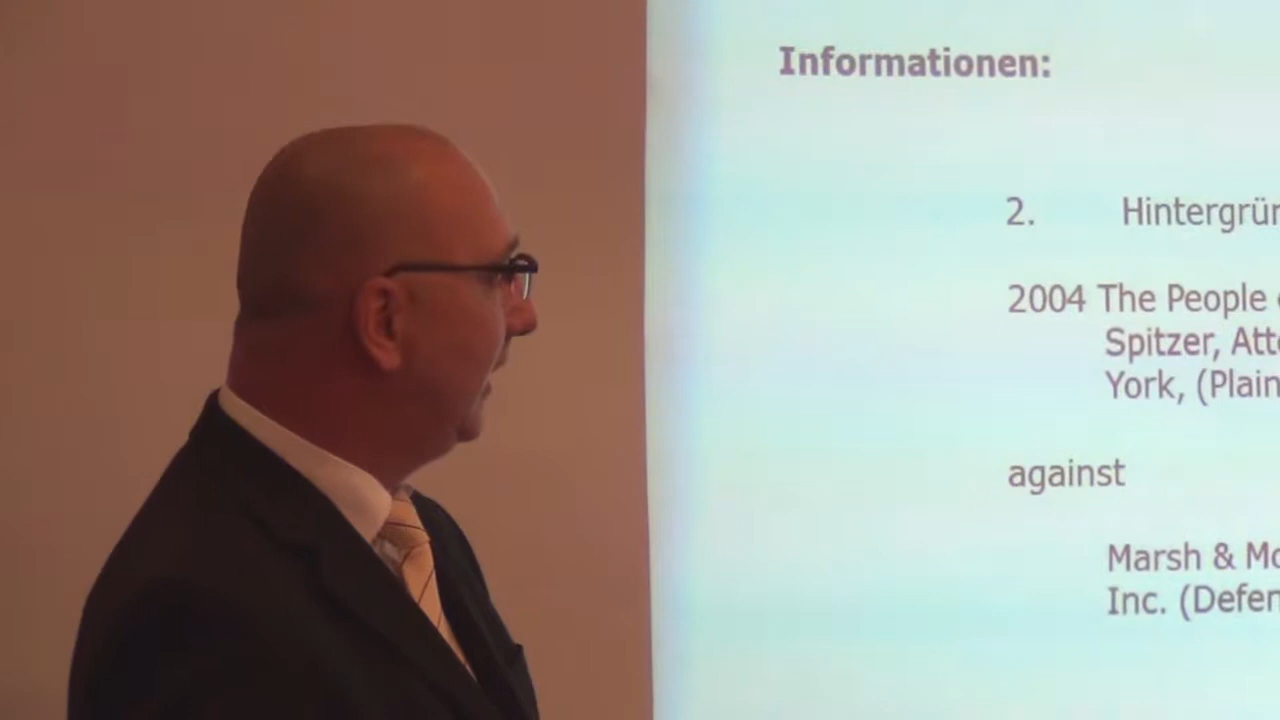 Informationen:
2. Hintergrün
2004 The People
Spitzer, Att
York, (Plain
against
Marsh & Mc
Inc. (Defen